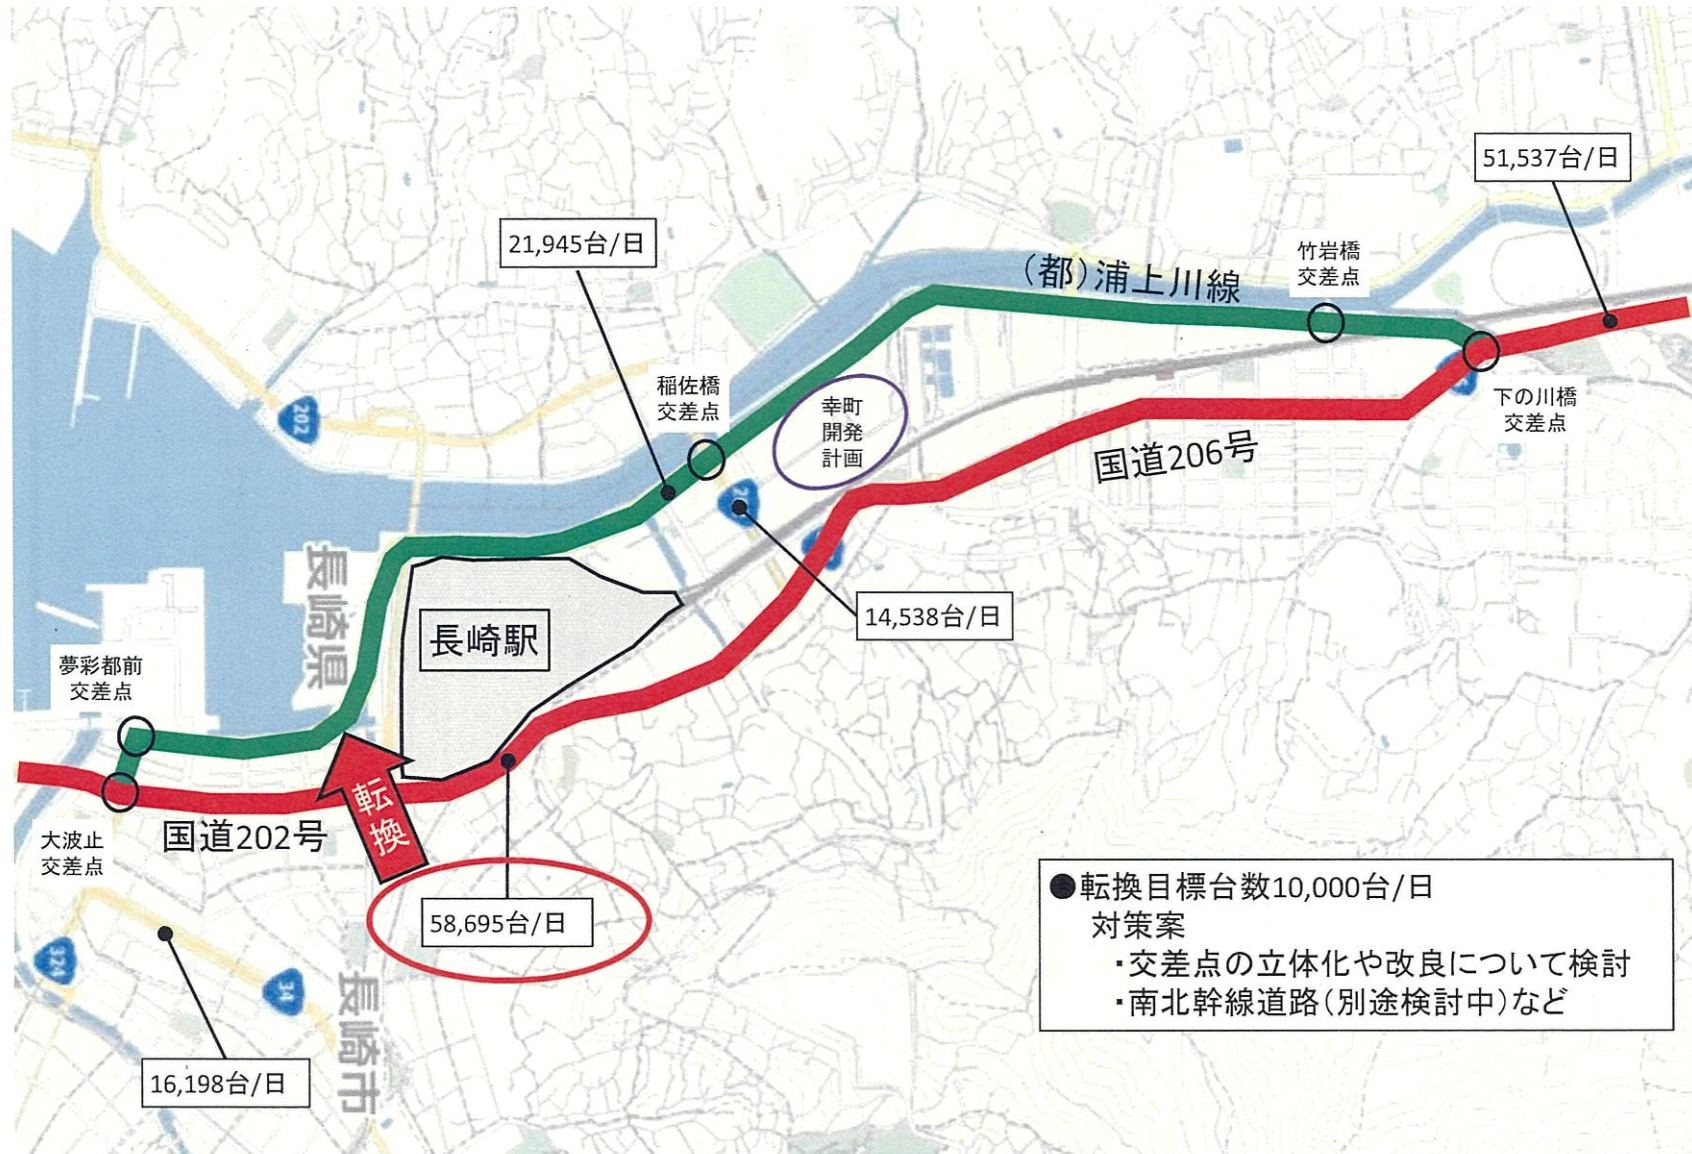 51,537台/日
21,945台/日
竹岩橋
交差点
(都)浦上川線
稲佐橋
交差点
幸町
開発
計画
下の川橋
交差点
202
国道206号
長崎県
14,538台/日
長崎駅
夢彩都前
交差点
転
換
国道202号
大波止
交差点
58,695台/日
●転換目標台数10,000台/日
対策案
・交差点の立体化や改良について検討
・南北幹線道路(別途検討中)など
324
34
長崎市
16,198台/日